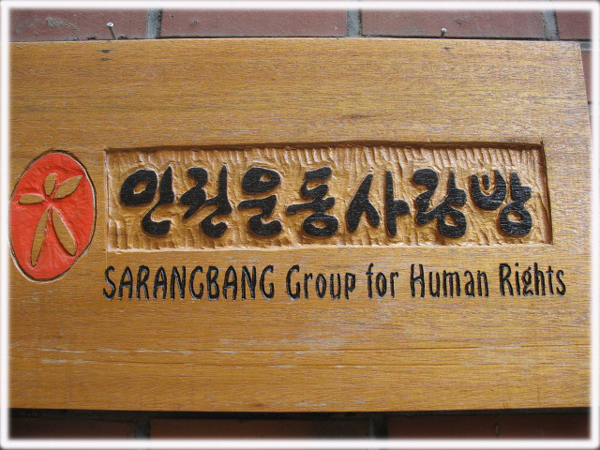 인권운동사랑방
SARANGBANG Group for Human Rights